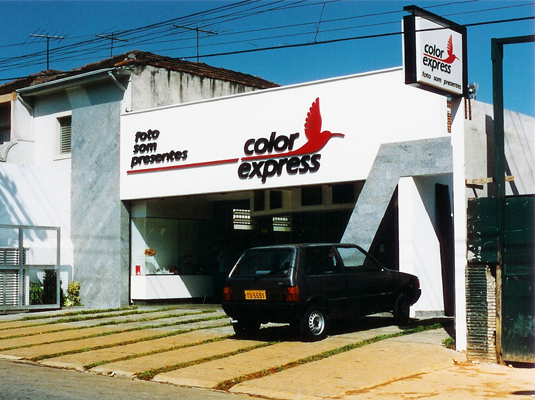 foto
som
presentes
color
express
color
express
foto som presentes